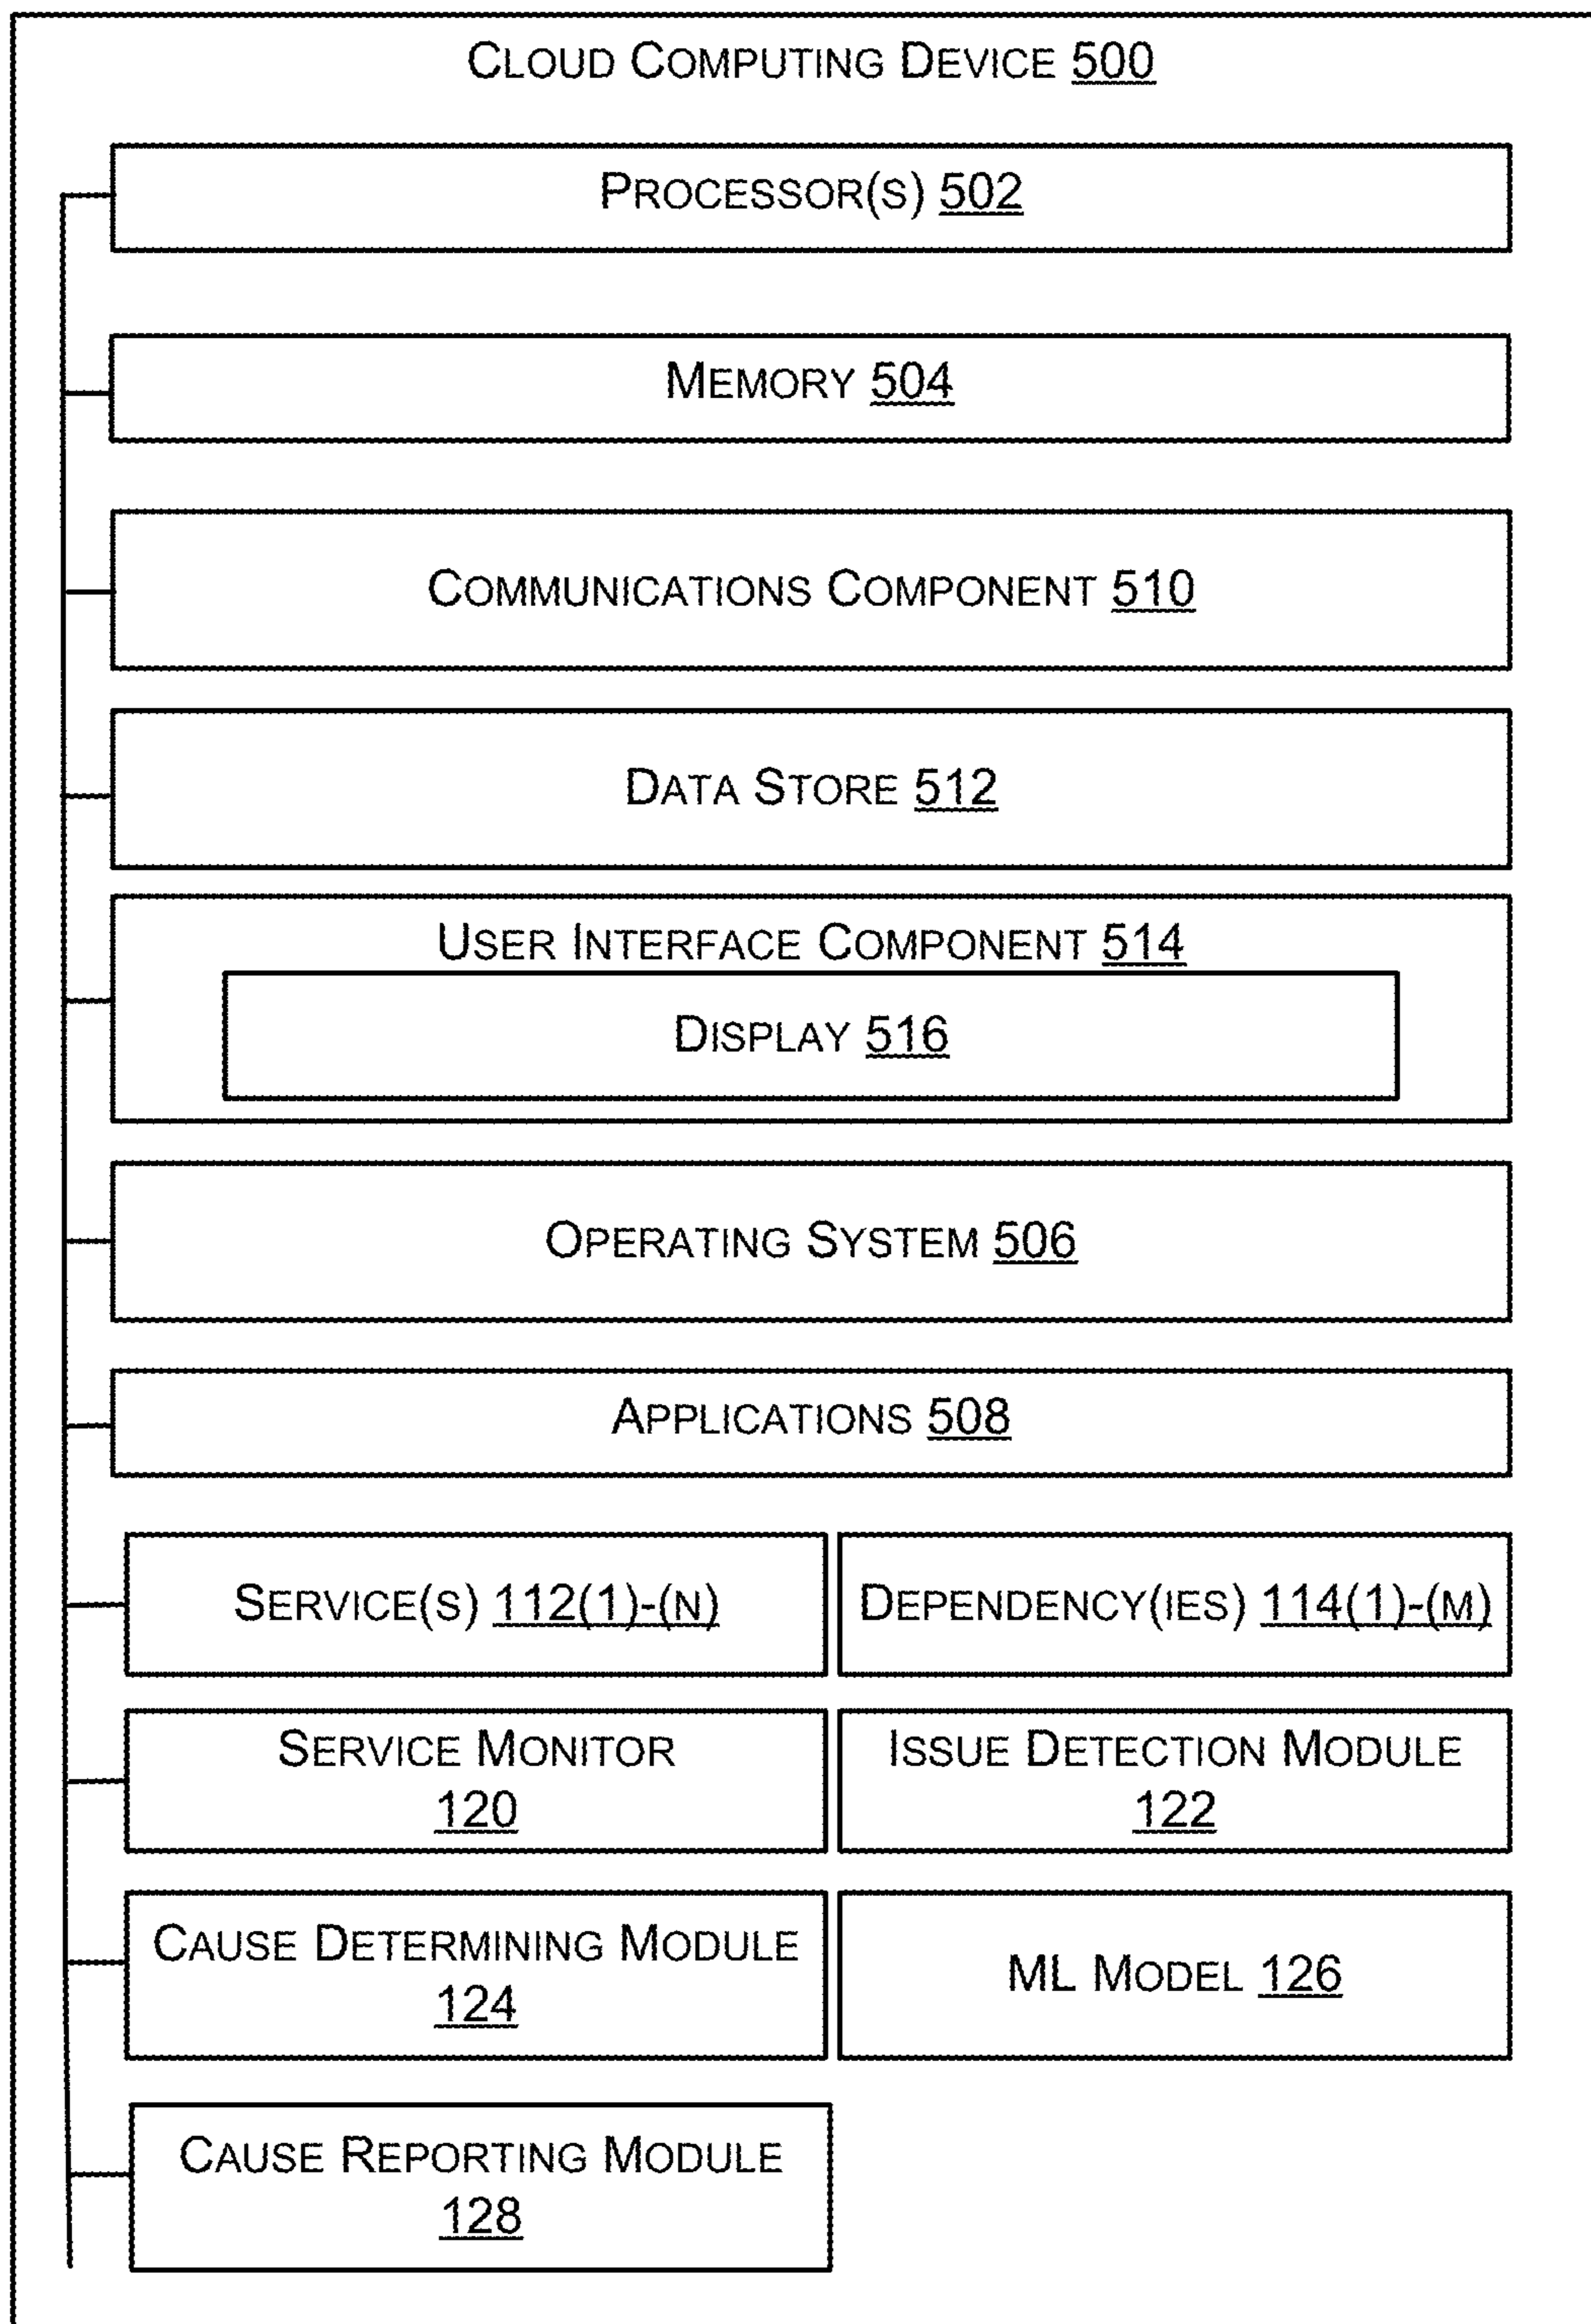 CLOUD COMPUTING DEVICE 500
PROCESSOR(S) 502
MEMORY 504
COMMUNICATIONS COMPONENT 510
DATA STORE 512
USER INTERFACE COMPONENT 514
DISPLAY 516
OPERATING SYSTEM 506
APPLICATIONS 508
SERVICE(S) 112(1)-(N)
DEPENDENCY(IES) 114(1)-(M)
SERVICE MONITOR
120
ISSUE DETECTION MODULE
122
CAUSE DETERMINING MODULE
124
ML MODEL 126
CAUSE REPORTING MODULE
128